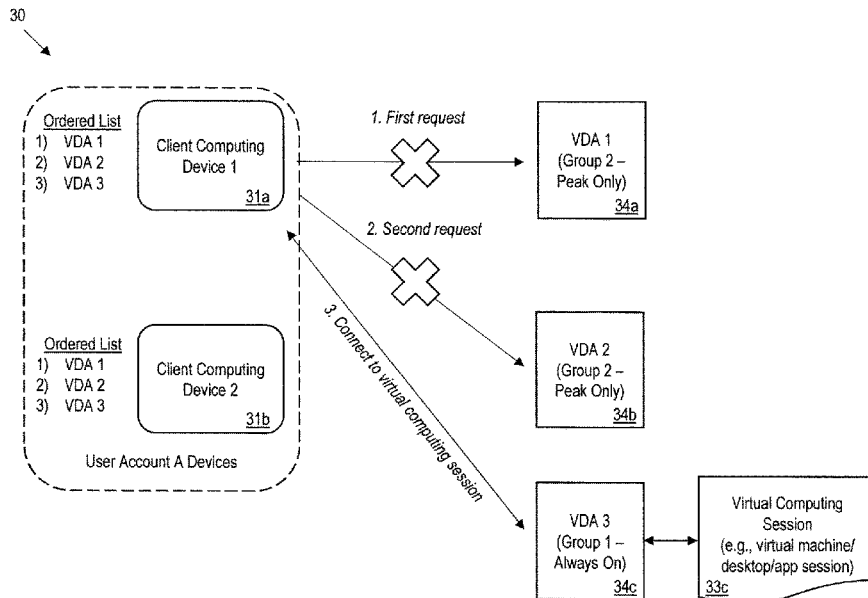 30
Ordered List
1) VDA 1
2) VDA 2
3) VDA 3
Client Computing
Device 1
31a
1. First request
VDA 1
(Group 2 –
Peak Only)
34a
2. Second request
VDA 2
(Group 2 –
Peak Only)
34b
3. Connect to virtual computing session
Ordered List
1) VDA 1
2) VDA 2
3) VDA 3
Client Computing
Device 2
31b
User Account A Devices
VDA 3
(Group 1 –
Always On)
34c
Virtual Computing
Session
(e.g., virtual machine/
desktop/app session)
33c